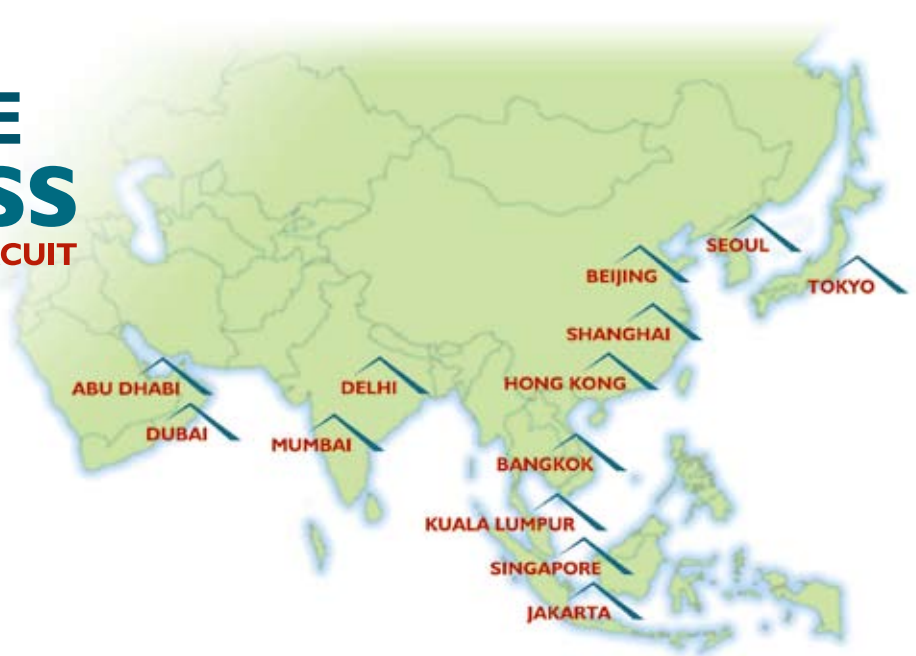 E
SS
CUIT
SEOUL
BEIJING
TOKYO
SHANGHAI
HONG KONG
ABU DHABI
DELHI
DUBAI
MUMBAI
BANGKOK
KUALA LUMPUR
SINGAPORE
JAKARTA